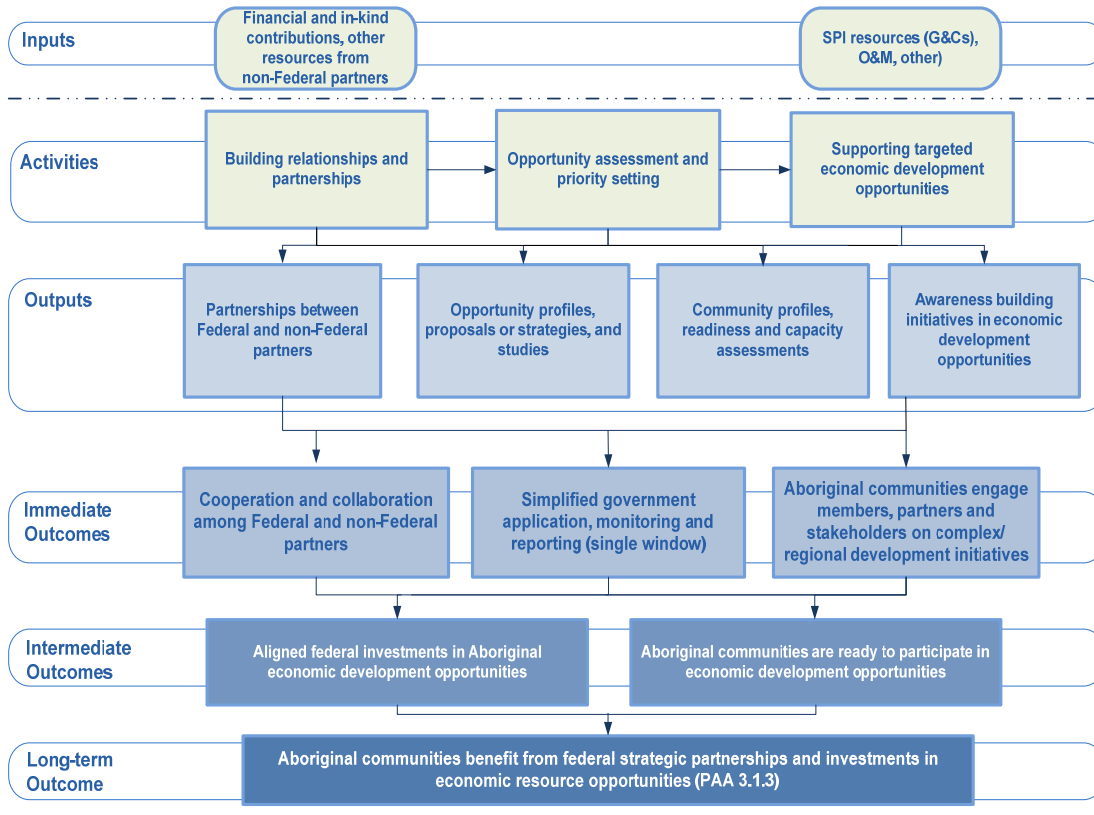 Inputs
Financial and in-kind
contributions, other
resources from
non-Federal partners
SPI resources (G&Cs),
O&M, other)
Activities
Building relationships and
partnerships
Opportunity assessment and
priority setting
Supporting targeted
economic development
opportunities
Outputs
Partnerships between
Federal and non-Federal
partners
Opportunity profiles,
proposals or strategies, and
studies
Community profiles,
readiness and capacity
assessments
Awareness building
initiatives in economic
development
opportunities
Immediate
Outcomes
Cooperation and collaboration
among Federal and non-Federal
partners
Simplified government
application, monitoring and
reporting (single window)
Aboriginal communities engage
members, partners and
stakeholders on complex/
regional development initiatives
Intermediate
Outcomes
Aligned federal investments in Aboriginal
economic development opportunities
Aboriginal communities are ready to participate in
economic development opportunities
Long-term
Outcome
Aboriginal communities benefit from federal strategic partnerships and investments in
economic resource opportunities (PAA 3.1.3)